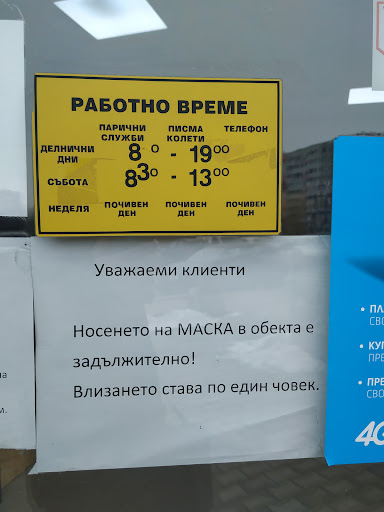 РАБОТНО ВРЕМЕ
ПАРИЧНИ СЛУЖБИ
ПИСМА КОЛЕТИ
ТЕЛЕФОН
ДЕЛНИЧНИ ДНИ
8 0 - 19 00
СЪБОТА
8 30 - 13 00
НЕДЕЛЯ
ПОЧИВЕН ДЕН
ПОЧИВЕН ДЕН
ПОЧИВЕН ДЕН
Уважаеми клиенти
Носенето на МАСКА в обекта е
задължително!
Влизането става по един човек.
4G